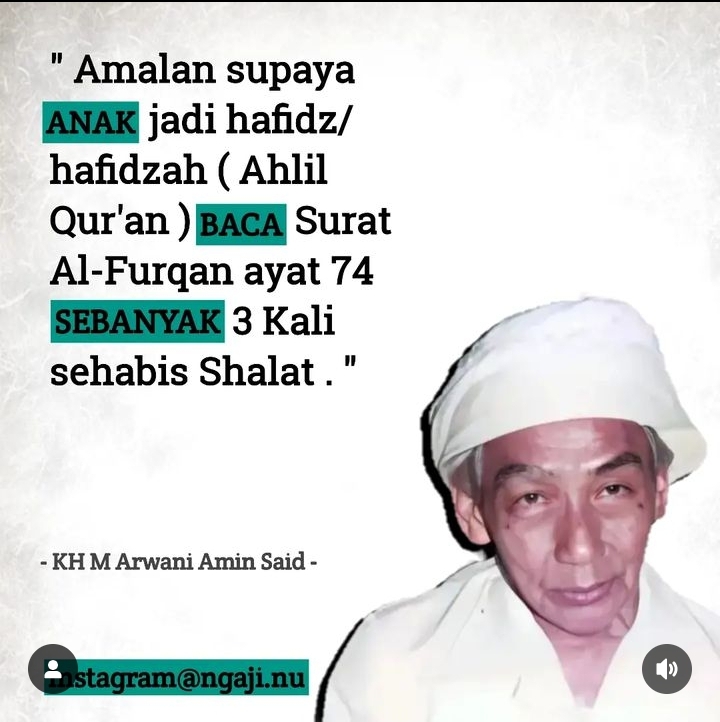 " Amalan supaya
ANAK jadi hafidz/
hafidzah ( Ahlil
Qur'an ) BACA Surat
Al-Furqan ayat 74
SEBANYAK 3 Kali
sehabis Shalat . "
- KH M Arwani Amin Said -
Instagram@ngaji.nu